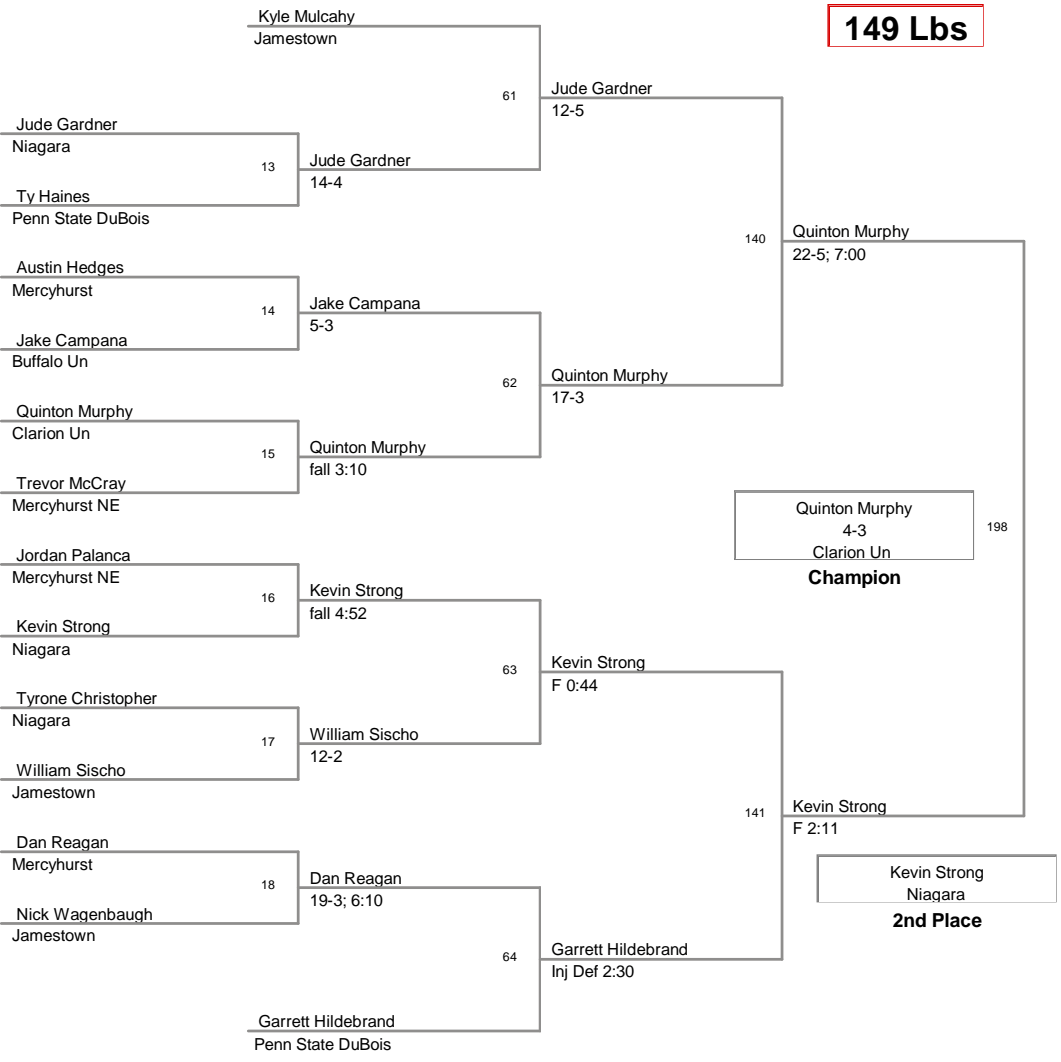 Kyle Mulcahy
Jamestown
149 Lbs
61
Jude Gardner
12-5
Jude Gardner
Niagara
13
Jude Gardner
14-4
Ty Haines
Penn State DuBois
140
Quinton Murphy
22-5; 7:00
Austin Hedges
Mercyhurst
14
Jake Campana
5-3
Jake Campana
Buffalo Un
62
Quinton Murphy
17-3
Quinton Murphy
Clarion Un
15
Quinton Murphy
fall 3:10
Trevor McCray
Mercyhurst NE
Quinton Murphy
4-3
Clarion Un
198
Champion
Jordan Palanca
Mercyhurst NE
16
Kevin Strong
fall 4:52
Kevin Strong
Niagara
63
Kevin Strong
F 0:44
Tyrone Christopher
Niagara
17
William Sischo
12-2
William Sischo
Jamestown
141
Kevin Strong
F 2:11
Dan Reagan
Mercyhurst
18
Dan Reagan
19-3; 6:10
Kevin Strong
Niagara
2nd Place
Nick Wagenbaugh
Jamestown
64
Garrett Hildebrand
Inj Def 2:30
Garrett Hildebrand
Penn State DuBois